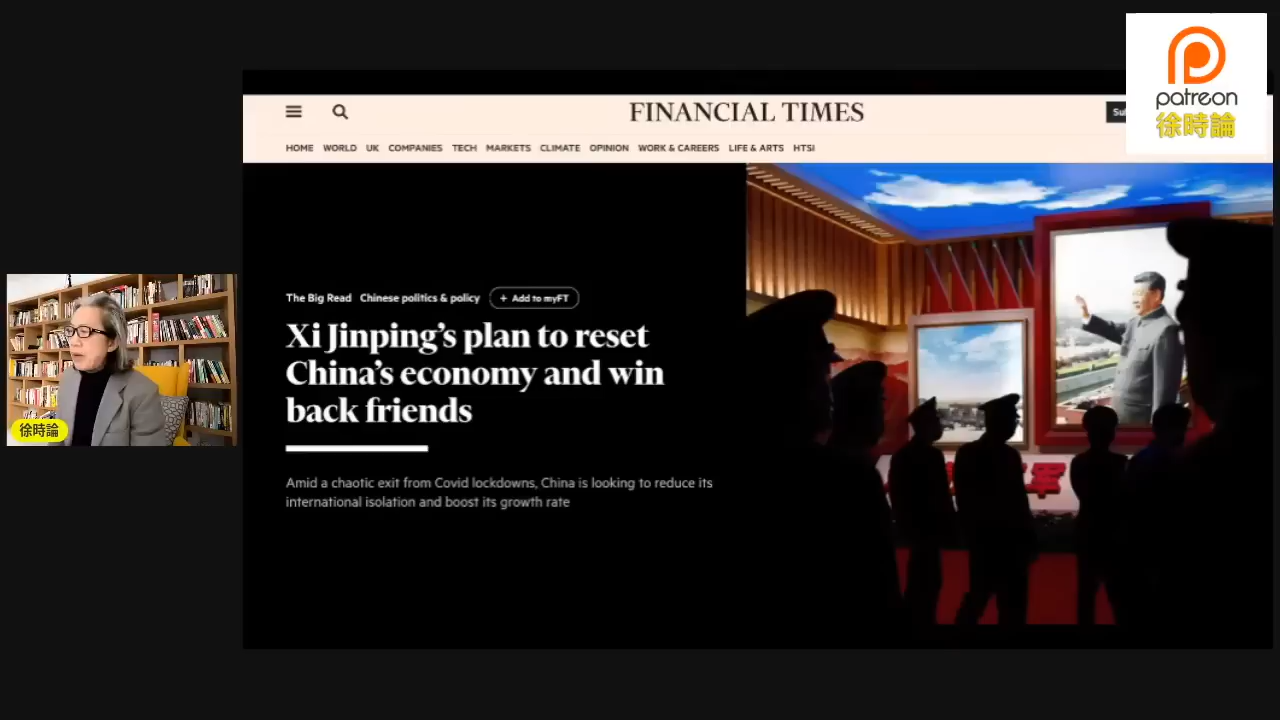 patreon
徐時論
FINANCIAL TIMES
HOME WORLD UK COMPANIES TECH MARKETS CLIMATE OPINION WORK & CAREERS LIFE & ARTS HTSI
The Big Read Chinese politics & policy + Add to myFT
Xi Jinping's plan to reset
China's economy and win
back friends
Amid a chaotic exit from Covid lockdowns, China is looking to reduce its
international isolation and boost its growth rate
徐時論